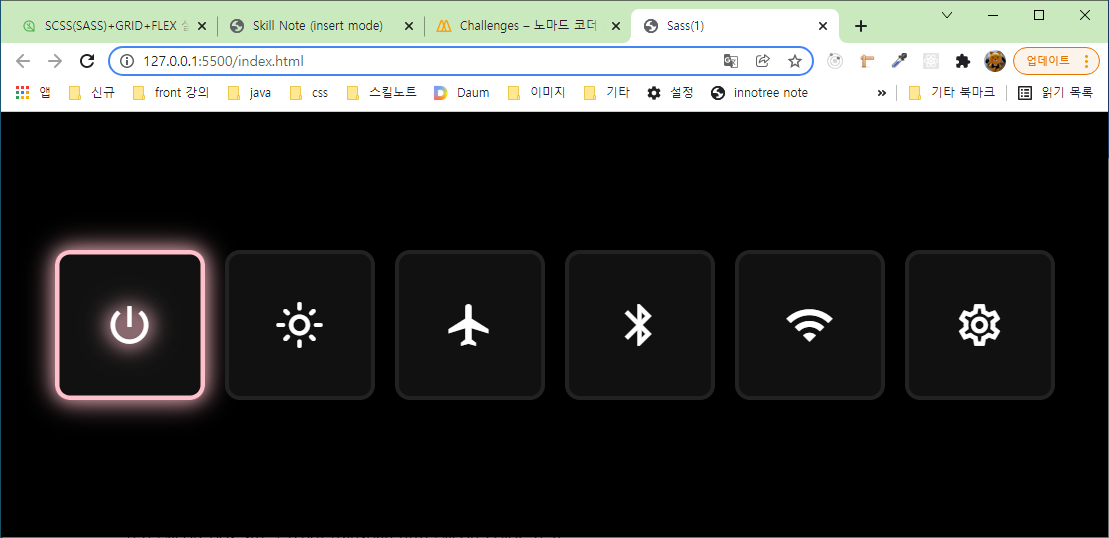 SCSS(SASS)+GRID+FLEX
Skill Note (insert mode)
Challenges – 노마드 코더
Sass(1)
127.0.0.1:5500/index.html
업데이트
앱
신규
front 강의
java
css
스킬노트
Daum
이미지
기타
설정
innotree note
»
기타 북마크
읽기 목록